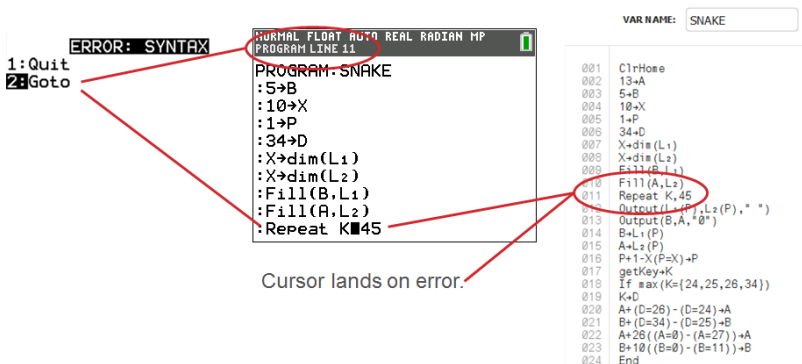 ERROR: SYNTAX
1:Quit
2:Goto
NORMAL FLOAT AUTO REAL RADIAN MP
PROGRAM LINE 11
PROGRAM:SNAKE
:5→B
:10→X
:1→P
:34→D
:X→dim(L₁)
:X→dim(L₂)
:Fill(B,L₁)
:Fill(A,L₂)
:Repeat K 45
Cursor lands on error.
VAR NAME: SNAKE
001 ClrHome
002 13→A
003 5→B
004 10→X
005 1→P
006 34→D
007 X→dim(L₁)
008 X→dim(L₂)
009 Fill(B,L₁)
010 Fill(A,L₂)
011 Repeat K,45
012 Output(L₁(P),L₂(P)," ")
013 Output(B,A,"0")
014 B→L₁(P)
015 A→L₂(P)
016 P+1-X(P=X)→P
017 getKey→K
018 If max(K={24,25,26,34})
019 K→D
020 A+(D=26)-(D=24)→A
021 B+(D=34)-(D=25)→B
022 A+26((A=0)-(A=27))→A
023 B+10((B=0)-(B=11))→B
024 End